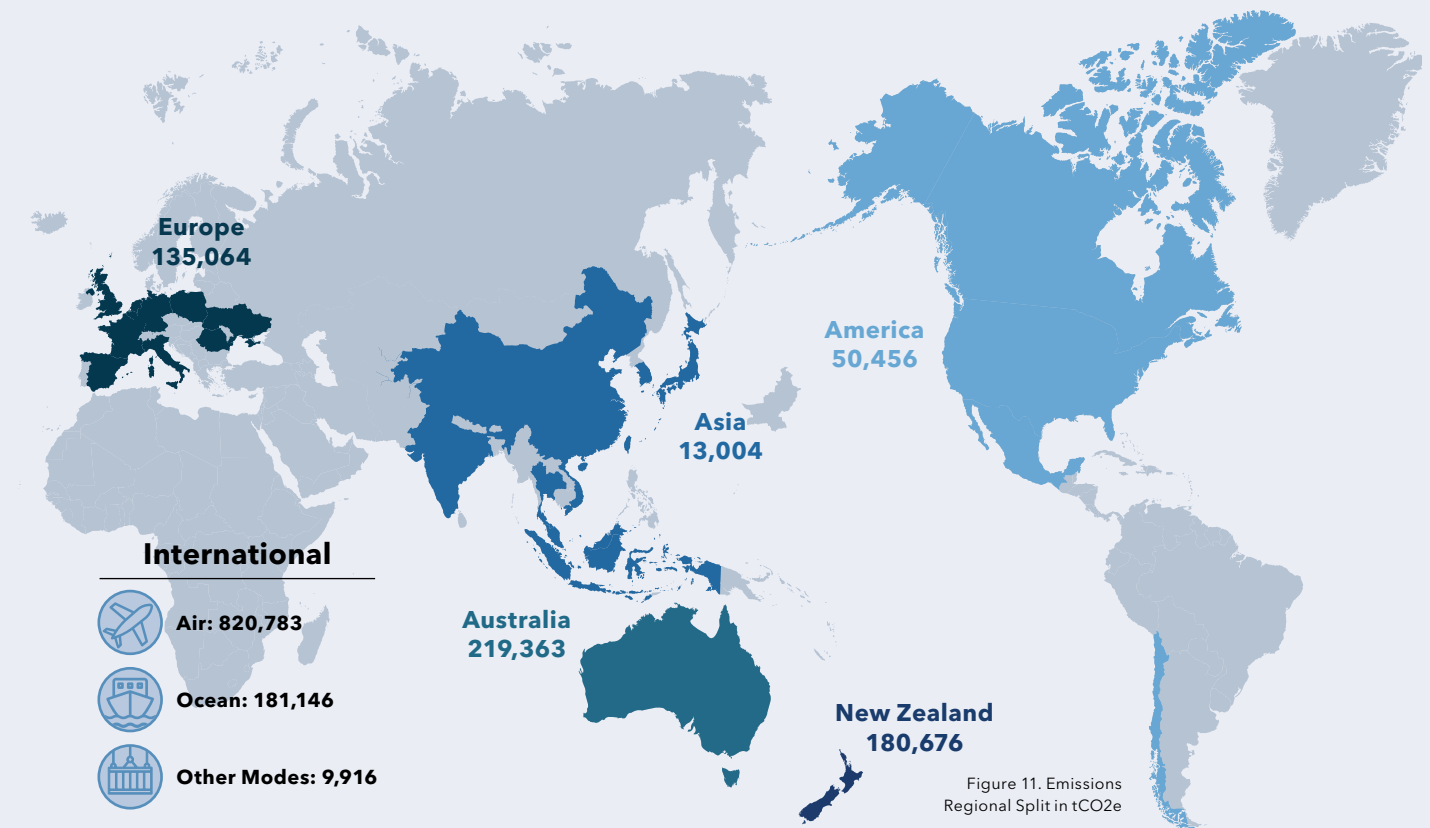 Europe
135,064
America
50,456
Asia
13,004
International
Air: 820,783
Ocean: 181,146
Other Modes: 9,916
Australia
219,363
New Zealand
180,676
Figure 11. Emissions
Regional Split in tCO2e